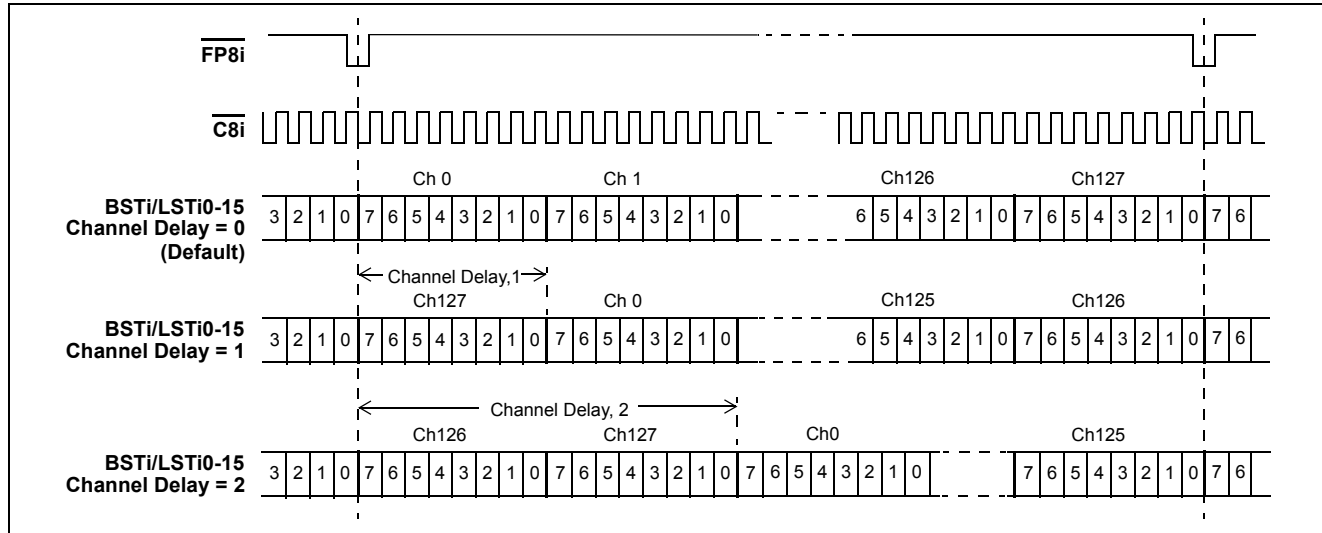 FP8i
C8i
Ch 0 Ch 1 Ch126 Ch127
BSTi/LSTi0-15
Channel Delay = 0
(Default)
3 2 1 0 7 6 5 4 3 2 1 0 7 6 5 4 3 2 1 0 6 5 4 3 2 1 0 7 6 5 4 3 2 1 0 7 6
Channel Delay,1
Ch127 Ch 0 Ch125 Ch126
BSTi/LSTi0-15
Channel Delay = 1
3 2 1 0 7 6 5 4 3 2 1 0 7 6 5 4 3 2 1 0 6 5 4 3 2 1 0 7 6 5 4 3 2 1 0 7 6
Channel Delay, 2
Ch126 Ch127 Ch0 Ch125
BSTi/LSTi0-15
Channel Delay = 2
3 2 1 0 7 6 5 4 3 2 1 0 7 6 5 4 3 2 1 0 7 6 5 4 3 2 1 0 7 6 5 4 3 2 1 0 7 6